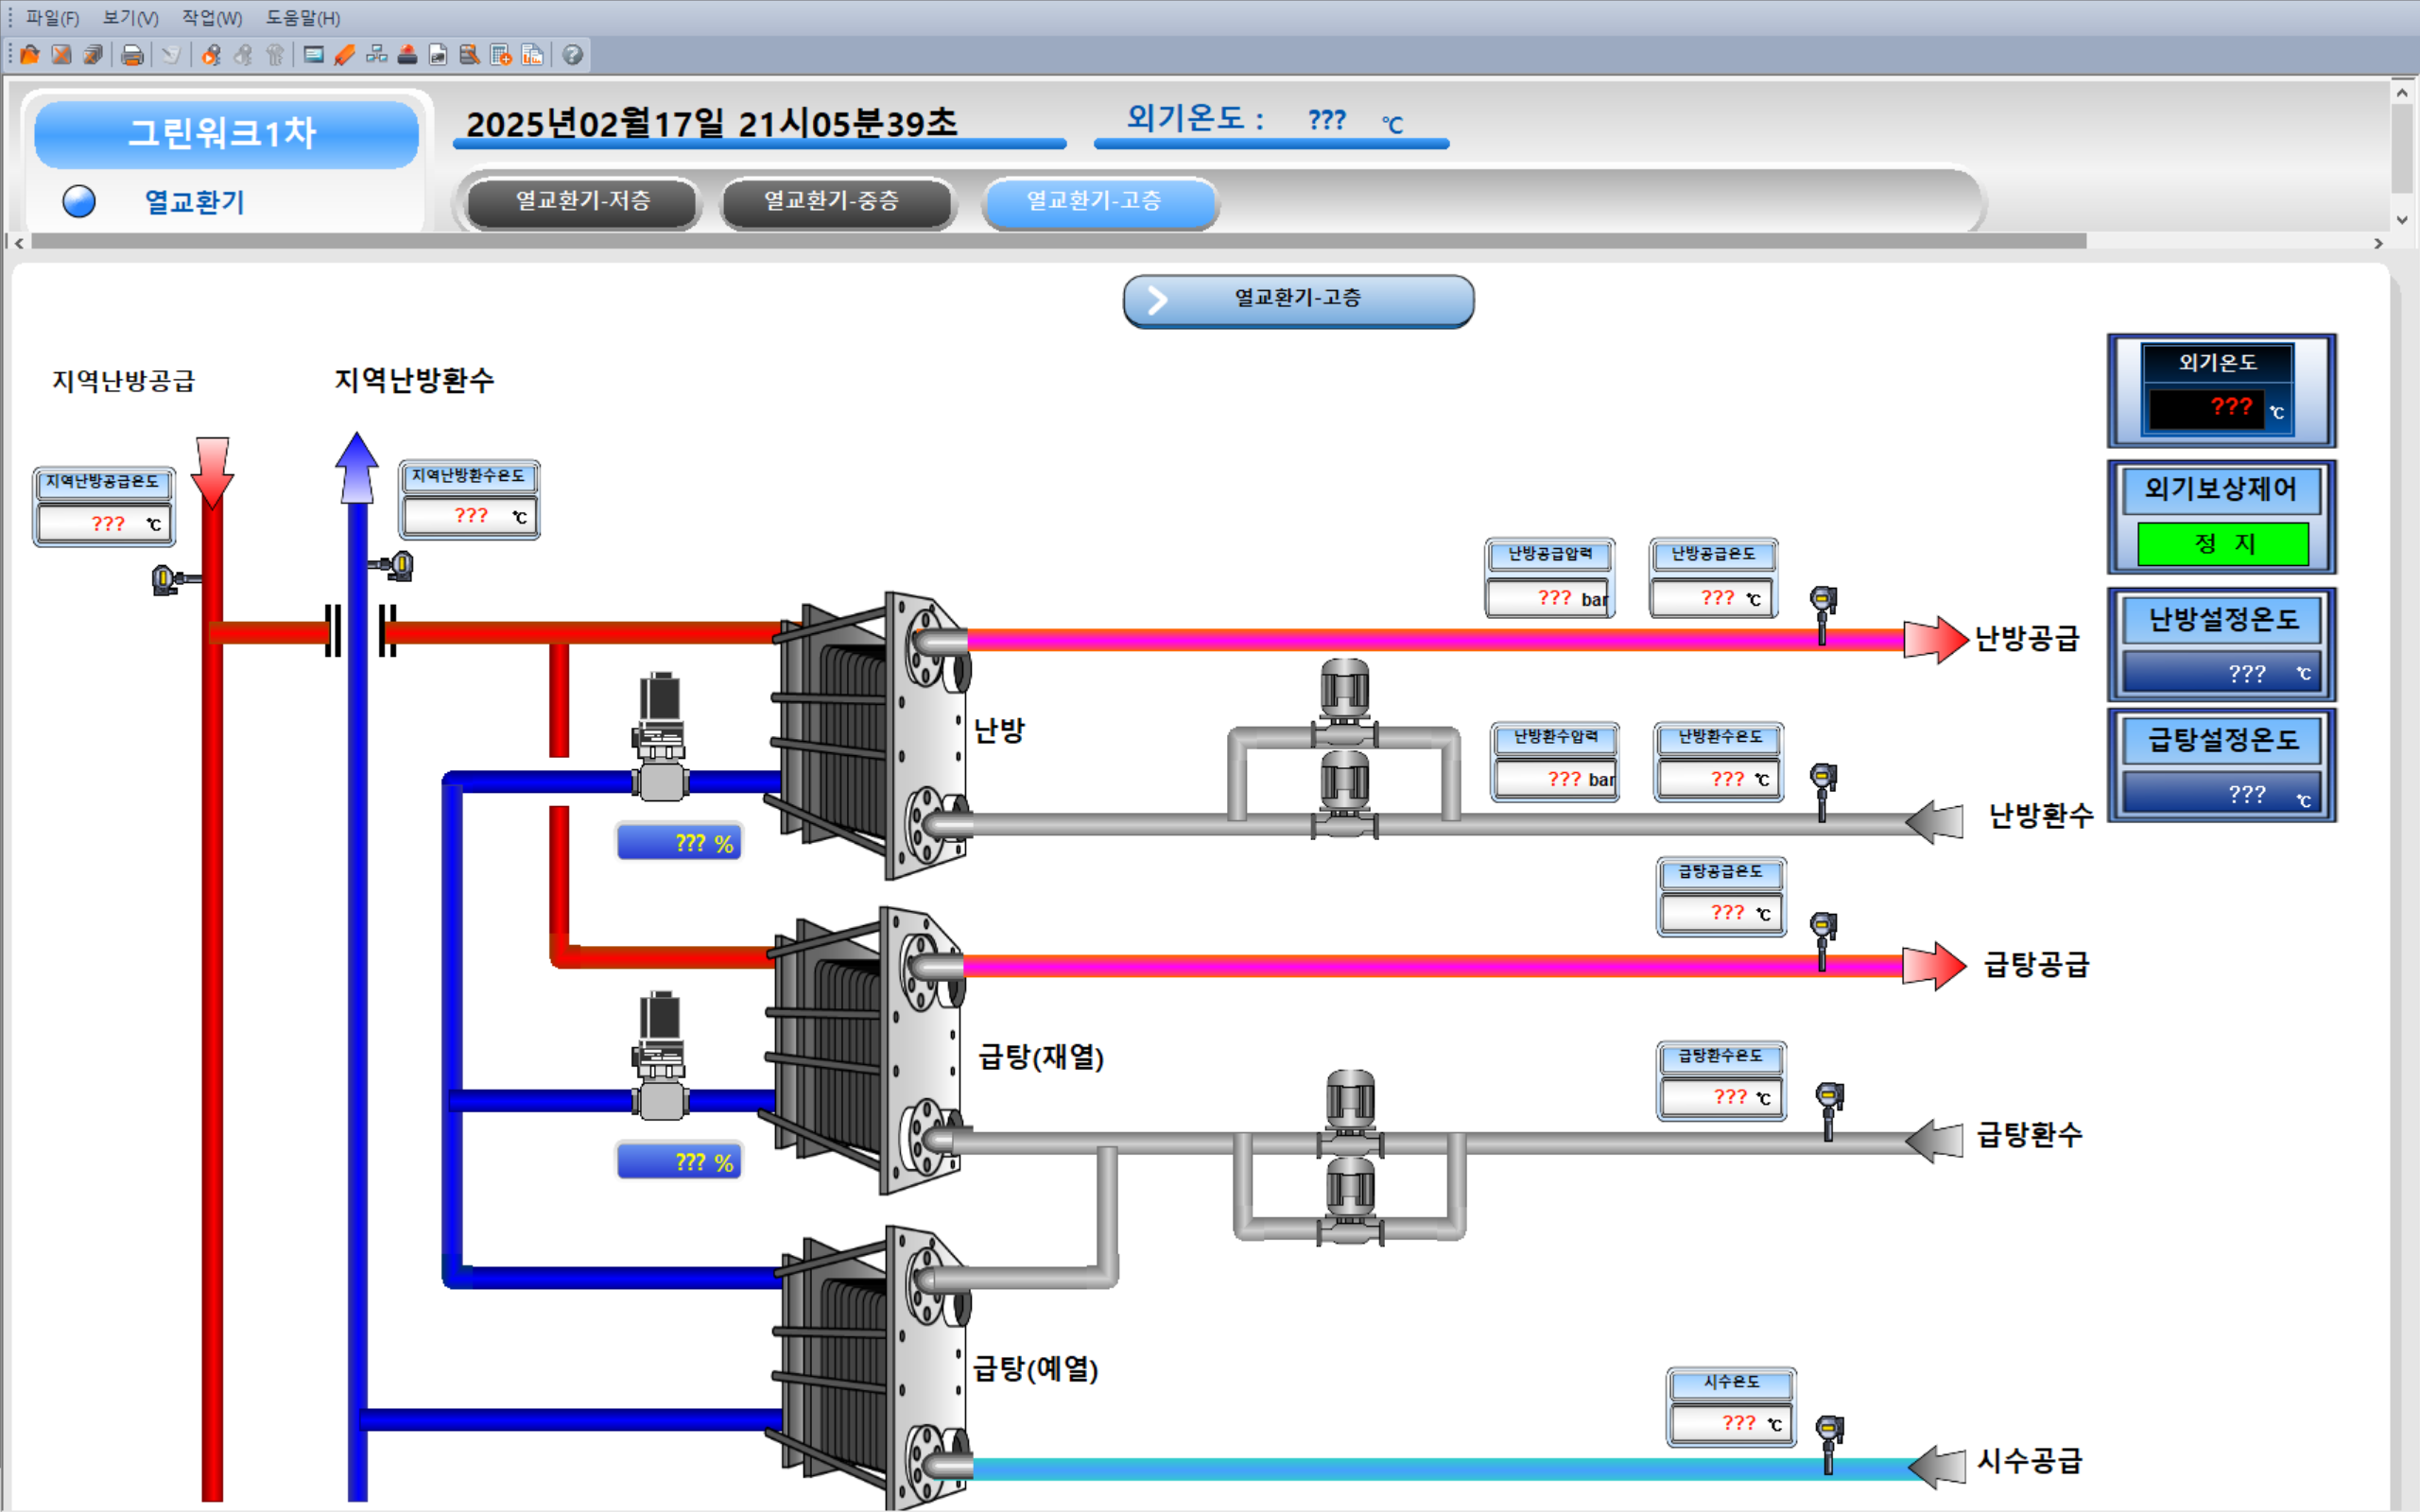 파일(F) 보기(V) 작업(W) 도움말(H)
그린워크1차
2025년02월17일 21시05분39초
외기온도 : ??? ℃
열교환기
열교환기-저층
열교환기-중층
열교환기-고층
열교환기-고층
지역난방공급
지역난방환수
지역난방공급온도
??? ℃
지역난방환수온도
??? ℃
외기온도
??? ℃
외기보상제어
정 지
난방설정온도
??? ℃
급탕설정온도
??? ℃
난방공급압력
??? bar
난방공급온도
??? ℃
난방공급
난방
난방환수압력
??? bar
난방환수온도
??? ℃
난방환수
??? %
급탕공급온도
??? ℃
급탕공급
급탕(재열)
급탕환수온도
??? ℃
급탕환수
??? %
급탕(예열)
시수온도
??? ℃
시수공급